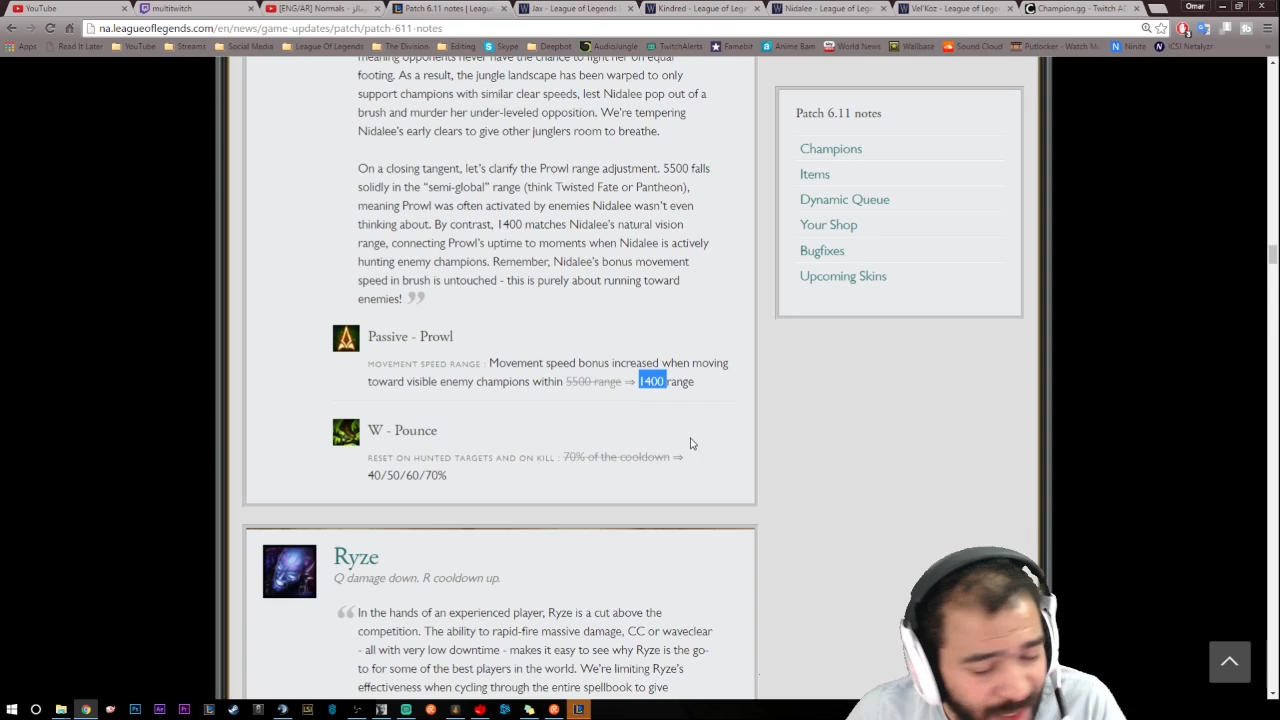 YouTube
multitwitch
[ENG/AR] Normals -
Patch 6.11 notes | Leagu
Jax - League of Legends
Kindred - League of Leg
Nidalee - League of Leg
Vel'Koz - League of Leg
Champion.gg - Twitch A
Omar
na.leagueoflegends.com/en/news/game-updates/patch/patch-611-notes
Apps
Read It Later
YouTube
Streams
Social Media
League Of Legends
The Division
Editing
Skype
Deepbot
AudioJungle
TwitchAlerts
Famebit
Anime Bam
World News
Wallbase
Sound Cloud
Putlocker - Watch M
Ninite
ICSI Netalyzr
meaning opponents never have the chance to fight her on equal
footing. As a result, the jungle landscape has been warped to only
support champions with similar clear speeds, lest Nidalee pop out of a
brush and murder her under-leveled opposition. We're tempering
Nidalee's early clears to give other junglers room to breathe.
On a closing tangent, let's clarify the Prowl range adjustment. 5500 falls
solidly in the “semi-global” range (think Twisted Fate or Pantheon),
meaning Prowl was often activated by enemies Nidalee wasn't even
thinking about. By contrast, 1400 matches Nidalee's natural vision
range, connecting Prowl's uptime to moments when Nidalee is actively
hunting enemy champions. Remember, Nidalee's bonus movement
speed in brush is untouched - this is purely about running toward
enemies! ”
Passive - Prowl
MOVEMENT SPEED RANGE : Movement speed bonus increased when moving
toward visible enemy champions within 5500 range ⇒ 1400 range
W - Pounce
RESET ON HUNTED TARGETS AND ON KILL : 70% of the cooldown ⇒
40/50/60/70%
Ryze
Q damage down. R cooldown up.
“ In the hands of an experienced player, Ryze is a cut above the
competition. The ability to rapid-fire massive damage, CC or waveclear
- all with very low downtime - makes it easy to see why Ryze is the go-
to for some of the best players in the world. We're limiting Ryze's
effectiveness when cycling through the entire spellbook to give
Patch 6.11 notes
Champions
Items
Dynamic Queue
Your Shop
Bugfixes
Upcoming Skins